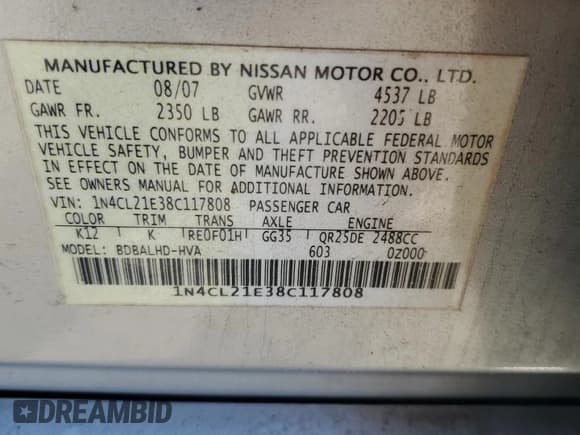 MANUFACTURED BY NISSAN MOTOR CO., LTD.
DATE 08/07 GVWR 4537 LB
GAWR FR. 2350 LB GAWR RR. 2205 LB
THIS VEHICLE CONFORMS TO ALL APPLICABLE FEDERAL MOTOR
VEHICLE SAFETY, BUMPER AND THEFT PREVENTION STANDARDS
IN EFFECT ON THE DATE OF MANUFACTURE SHOWN ABOVE.
SEE OWNERS MANUAL FOR ADDITIONAL INFORMATION.
VIN: 1N4CL21E38C117808 PASSENGER CAR
COLOR TRIM TRANS AXLE ENGINE
K12 K RE0F01H GG35 QR25DE 2488CC
MODEL: BDBALHD-HVA 603 0Z000
1N4CL21E38C117808
DREAMBID